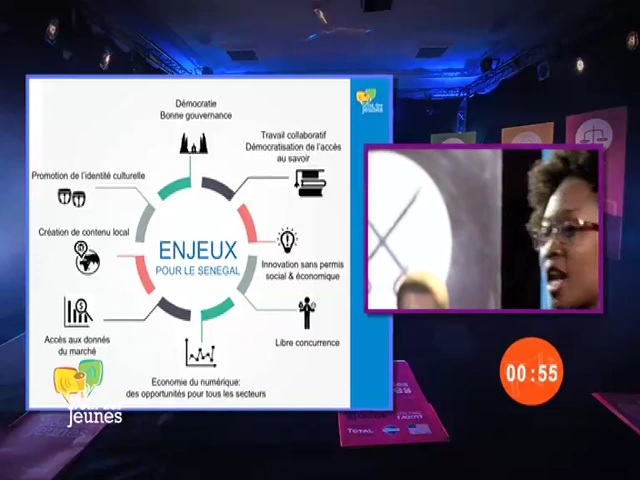 Démocratie
Bonne gouvernance
Travail collaboratif
Démocratisation de l'accès
au savoir
Promotion de l'identité culturelle
Création de contenu local
ENJEUX
POUR LE SENEGAL
Innovation sans permis
social & économique
Libre concurrence
Accès aux donnés
du marché
Economie du numérique:
des opportunités pour tous les secteurs
Jeunes
jeunes
00:55
TOTAL